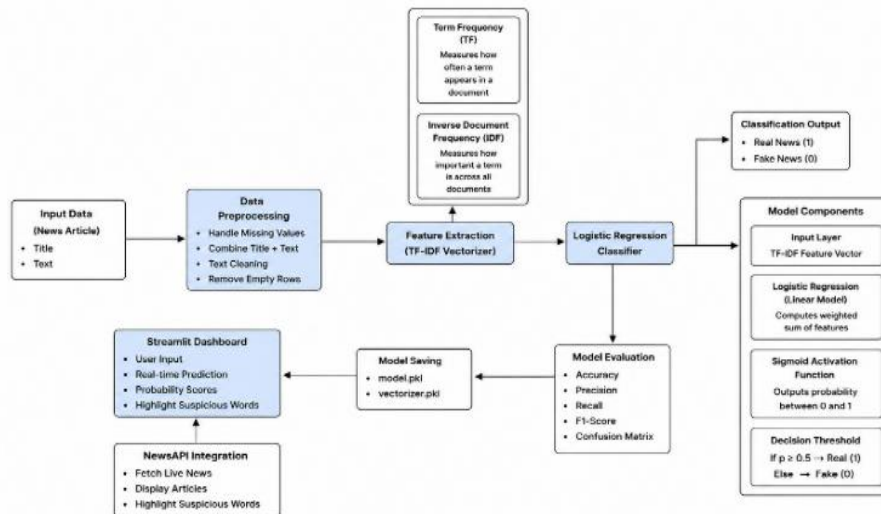 Term Frequency
(TF)
Measures how
often a term
appears in a
document
Inverse Document
Frequency (IDF)
Measures how
important a term
is across all
documents
Classification Output
• Real News (1)
• Fake News (0)
Input Data
(News Article)
• Title
• Text
Data
Preprocessing
• Handle Missing Values
• Combine Title + Text
• Text Cleaning
• Remove Empty Rows
Feature Extraction
(TF-IDF Vectorizer)
Logistic Regression
Classifier
Model Components
Input Layer
TF-IDF Feature Vector
Logistic Regression
(Linear Model)
Computes weighted
sum of features
Sigmoid Activation
Function
Outputs probability
between 0 and 1
Decision Threshold
If p ≥ 0.5 → Real (1)
Else → Fake (0)
Streamlit Dashboard
• User Input
• Real-time Prediction
• Probability Scores
• Highlight Suspicious Words
Model Saving
• model.pkl
• vectorizer.pkl
Model Evaluation
• Accuracy
• Precision
• Recall
• F1-Score
• Confusion Matrix
NewsAPI Integration
• Fetch Live News
• Display Articles
• Highlight Suspicious Words